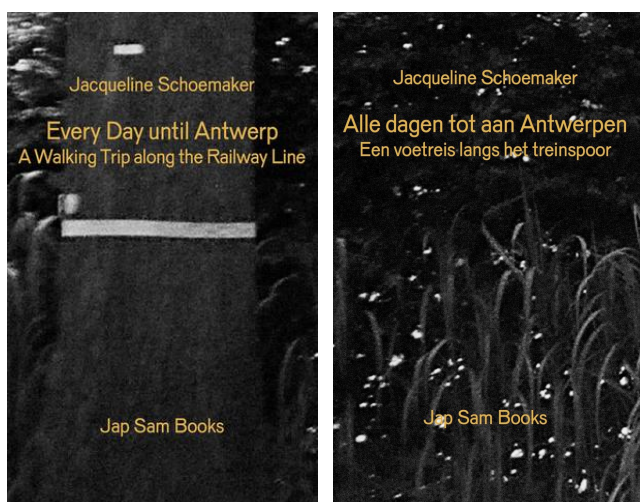 Jacqueline Schoemaker
Every Day until Antwerp
A Walking Trip along the Railway Line
Jap Sam Books
Jacqueline Schoemaker
Alle dagen tot aan Antwerpen
Een voetreis langs het treinspoor
Jap Sam Books